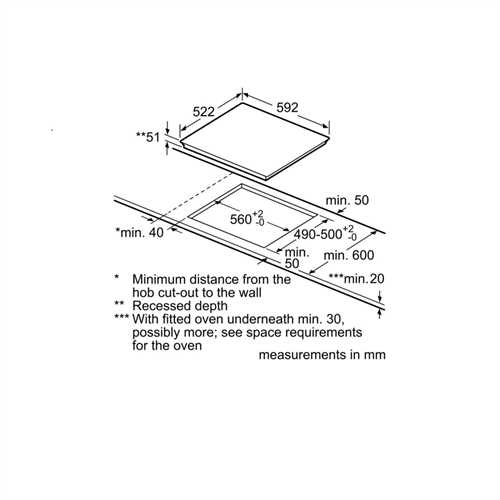 522 592
**51
min. 50
560+2-0
*min. 40
490-500+2-0
min. 50
min. 600
***min.20
* Minimum distance from the
hob cut-out to the wall
** Recessed depth
*** With fitted oven underneath min. 30,
possibly more; see space requirements
for the oven
measurements in mm